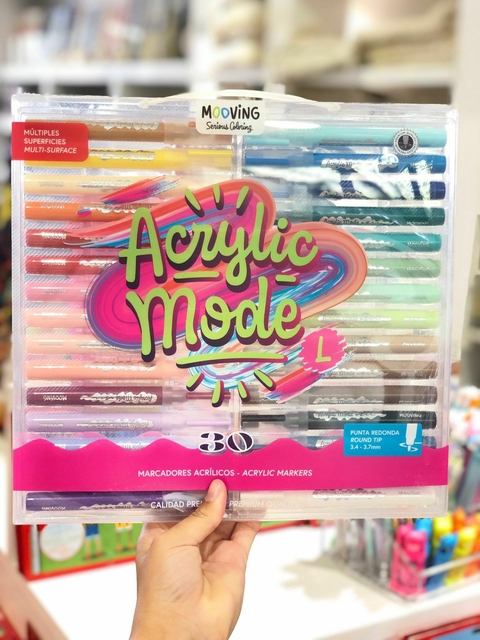 MOOVING
Serious Coloring.
MÚLTIPLES
SUPERFICIES
MULTI-SURFACE
Acrylic
Mode
L
30
PUNTA REDONDA
ROUND TIP
3.4 - 3.7mm
MARCADORES ACRÍLICOS - ACRYLIC MARKERS
MOOVING
CALIDAD